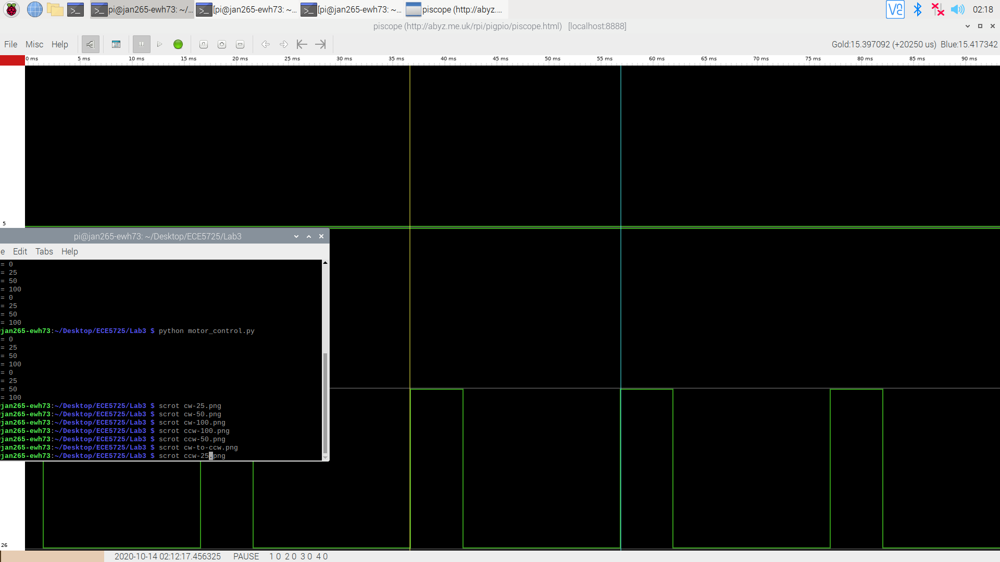 pi@jan265-ewh73: ~/... [pi@jan265-ewh73: ~... [pi@jan265-ewh73: ~... piscope (http://abyz.... 02:18
piscope (http://abyz.me.uk/rpi/pigpio/piscope.html) [localhost:8888]
File Misc Help Gold:15.397092 (+20250 us) Blue:15.417342
0 ms 5 ms 10 ms 15 ms 20 ms 25 ms 30 ms 35 ms 40 ms 45 ms 50 ms 55 ms 60 ms 65 ms 70 ms 75 ms 80 ms 85 ms 90 ms
5
pi@jan265-ewh73: ~/Desktop/ECE5725/Lab3
e Edit Tabs Help
= 0
= 25
= 50
= 100
= 0
= 25
= 50
= 100
jan265-ewh73:~/Desktop/ECE5725/Lab3 $ python motor_control.py
= 0
= 25
= 50
= 100
= 0
= 25
= 50
= 100
jan265-ewh73:~/Desktop/ECE5725/Lab3 $ scrot cw-25.png
jan265-ewh73:~/Desktop/ECE5725/Lab3 $ scrot cw-50.png
jan265-ewh73:~/Desktop/ECE5725/Lab3 $ scrot cw-100.png
jan265-ewh73:~/Desktop/ECE5725/Lab3 $ scrot ccw-100.png
jan265-ewh73:~/Desktop/ECE5725/Lab3 $ scrot ccw-50.png
jan265-ewh73:~/Desktop/ECE5725/Lab3 $ scrot cw-to-ccw.png
jan265-ewh73:~/Desktop/ECE5725/Lab3 $ scrot ccw-25.png
26
2020-10-14 02:12:17.456325 PAUSE 1 0 2 0 3 0 4 0